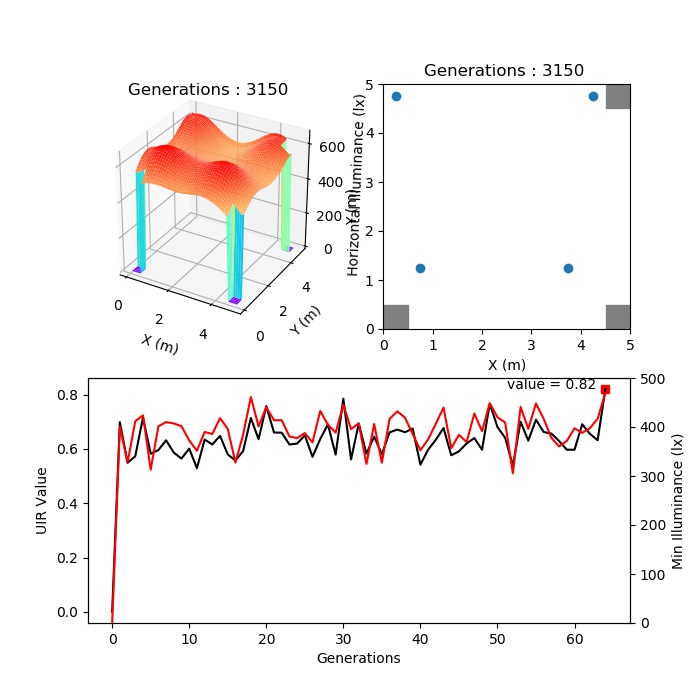 Generations : 3150
600
400
200
0
Horizontal Illuminance (lx)
0
2
4
X (m)
0
2
4
Y (m)
Generations : 3150
5
4
3
2
1
0
Y (m)
0 1 2 3 4 5
X (m)
value = 0.82
0.8
0.6
0.4
0.2
0.0
UIR Value
500
400
300
200
100
0
Min Illuminance (lx)
0 10 20 30 40 50 60
Generations